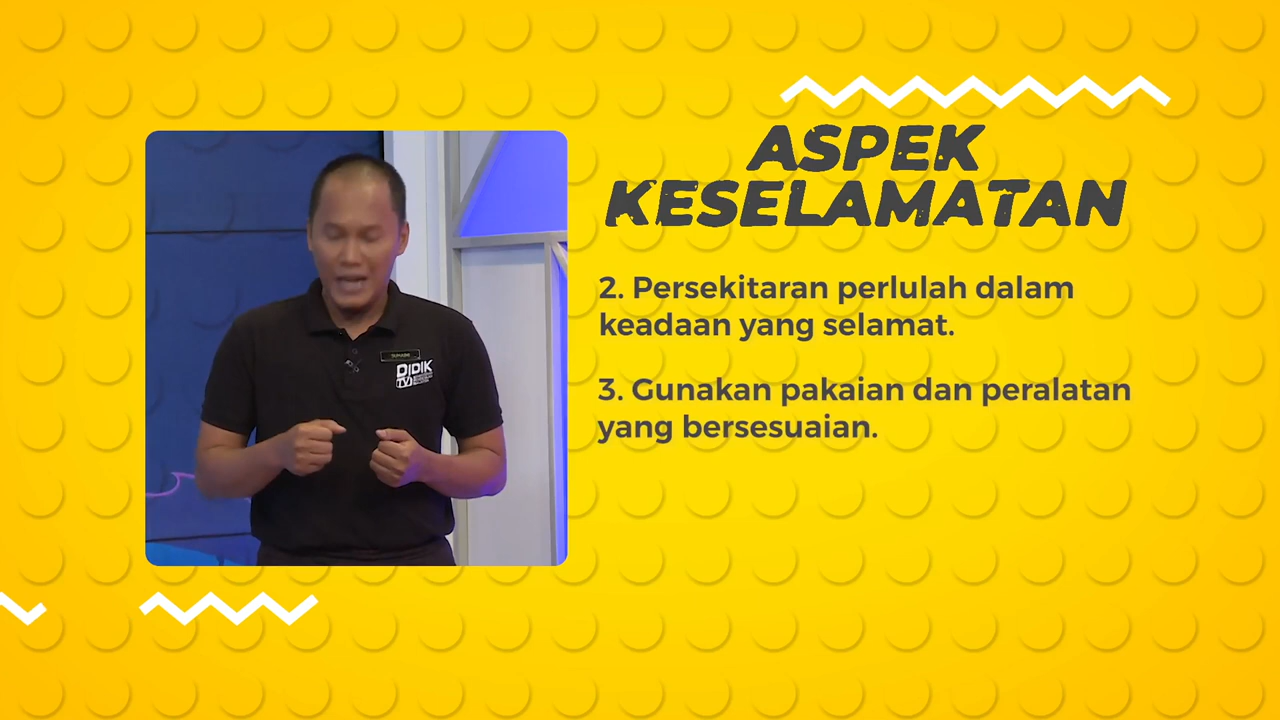 ASPEK
KESELAMATAN
2. Persekitaran perlulah dalam
keadaan yang selamat.
3. Gunakan pakaian dan peralatan
yang bersesuaian.
DIDIK
TV